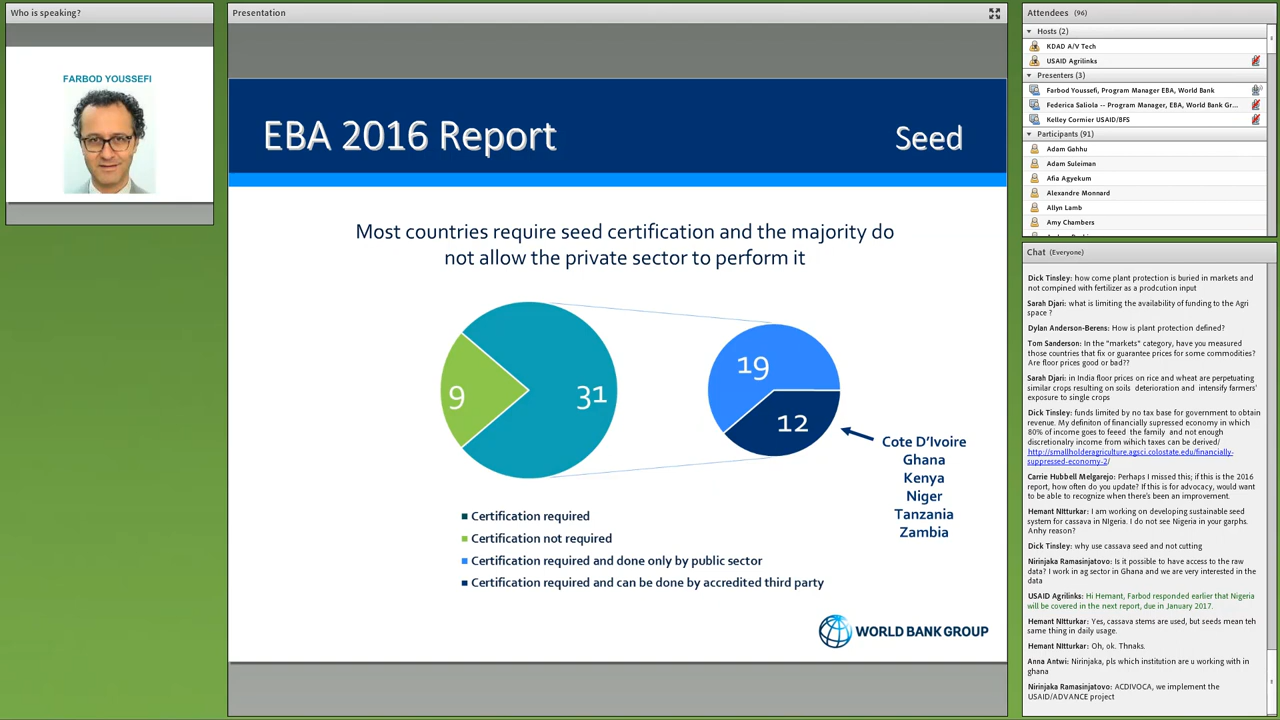 Who is speaking?
FARBOD YOUSSEFI
Presentation
EBA 2016 Report
Seed
Most countries require seed certification and the majority do
not allow the private sector to perform it
9
31
19
12
Cote D'Ivoire
Ghana
Kenya
Niger
Tanzania
Zambia
Certification required
Certification not required
Certification required and done only by public sector
Certification required and can be done by accredited third party
WORLD BANK GROUP
Attendees (96)
Hosts (2)
KDAD A/V Tech
USAID Agrilinks
Presenters (3)
Farbod Youssefi, Program Manager EBA, World Bank
Federica Saliola -- Program Manager, EBA, World Bank Gr...
Kelley Cormier USAID/BFS
Participants (91)
Adam Gahhu
Adam Suleiman
Afia Agyekum
Alexandre Monnard
Allyn Lamb
Amy Chambers
Chat (Everyone)
Dick Tinsley: how come plant protection is buried in markets and
not compined with fertilizer as a prodcution input
Sarah Djari: what is limiting the availability of funding to the Agri
space ?
Dylan Anderson-Berens: How is plant protection defined?
Tom Sanderson: In the "markets" category, have you measured
those countries that fix or guarantee prices for some commodities?
Are floor prices good or bad??
Sarah Djari: in India floor prices on rice and wheat are perpetuating
similar crops resulting on soils deterioration and intensify farmers'
exposure to single crops
Dick Tinsley: funds limited by no tax base for government to obtain
revenue. My definiton of financially supressed economy in which
80% of income goes to feeed the family and not enough
discretionalry income from which taxes can be derived/
http://smallholderagriculture.agsci.colostate.edu/financially-
suppressed-economy-2/
Carrie Hubbell Melgarejo: Perhaps I missed this; if this is the 2016
report, how often do you update? If this is for advocacy, would want
to be able to recognize when there's been an improvement.
Hemant NItturkar: I am working on developing sustainable seed
system for cassava in NIgeria. I do not see Nigeria in your garphs.
Anhy reason?
Dick Tinsley: why use cassava seed and not cutting
Nirinjaka Ramasinjatovo: Is it possible to have access to the raw
data? I work in ag sector in Ghana and we are very interested in the
data
USAID Agrilinks: Hi Hemant, Farbod responded earlier that Nigeria
will be covered in the next report, due in January 2017.
Hemant NItturkar: Yes, cassava stems are used, but seeds mean teh
same thing in daily usage.
Hemant NItturkar: Oh, ok. Thnaks.
Anna Antwi: Nirinjaka, pls which institution are u working with in
ghana
Nirinjaka Ramasinjatovo: ACDIVOCA, we implement the
USAID/ADVANCE project